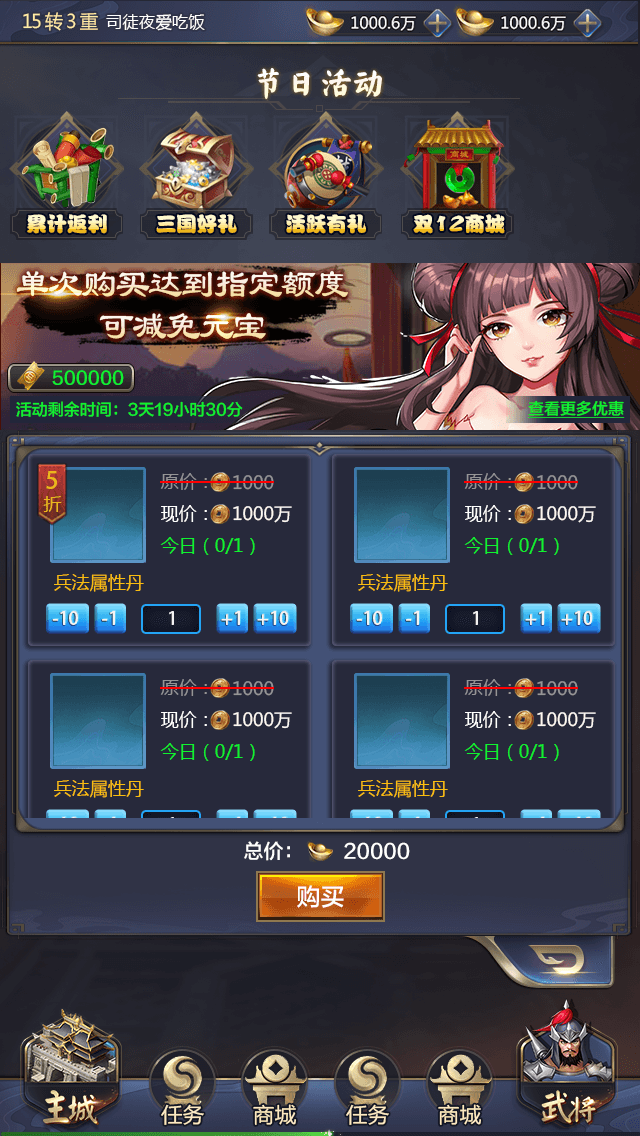 15转3重 司徒夜爱吃饭 1000.6万 1000.6万
节日活动
累计返利 三国好礼 活跃有礼 双12商城
商城
单次购买达到指定额度
可减免元宝
500000
活动剩余时间：3天19小时30分 查看更多优惠
5折
原价：1000
现价：1000万
今日（0/1）
兵法属性丹
-10 -1 1 +1 +10
原价：1000
现价：1000万
今日（0/1）
兵法属性丹
-10 -1 1 +1 +10
原价：1000
现价：1000万
今日（0/1）
兵法属性丹
原价：1000
现价：1000万
今日（0/1）
兵法属性丹
总价： 20000
购买
主城 任务 商城 任务 商城 武将